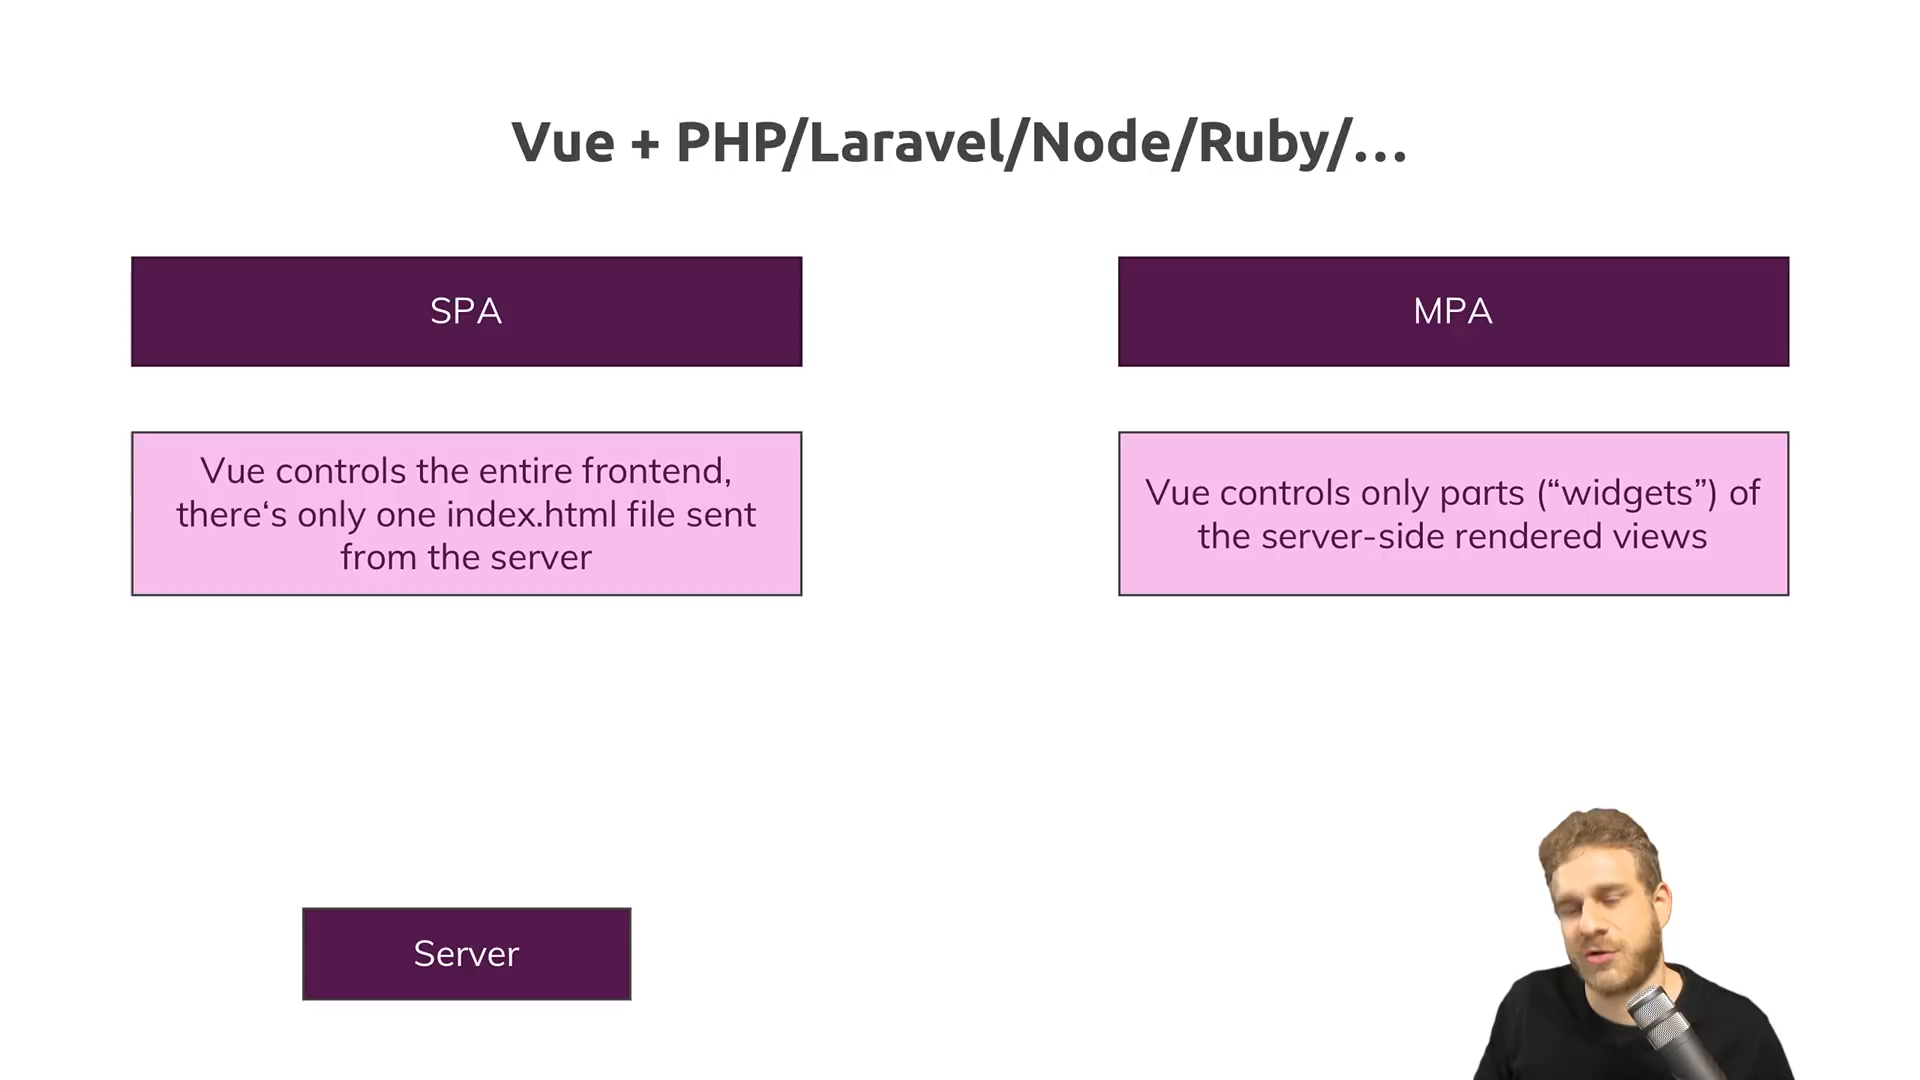 Vue + PHP/Laravel/Node/Ruby/…
SPA
MPA
Vue controls the entire frontend,
there‘s only one index.html file sent
from the server
Vue controls only parts (“widgets”) of
the server-side rendered views
Server